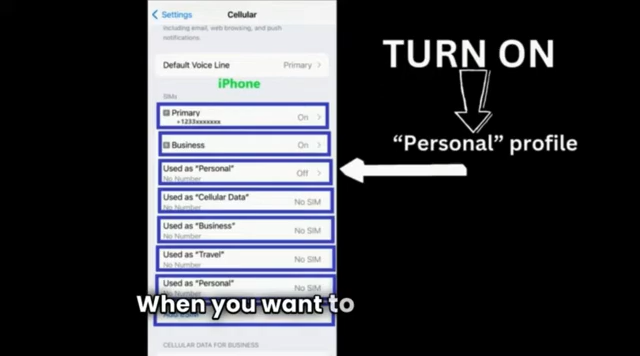 Settings
Cellular
including email, web browsing, and push
notifications.
Default Voice Line
Primary
iPhone
SIMs
P Primary
+1233xxxxxxx
On
Business
On
Used as "Personal"
No Number
Off
Used as "Cellular Data"
No Number
No SIM
Used as "Business"
No Number
No SIM
Used as "Travel"
No Number
No SIM
Used as "Personal"
No Number
No SIM
When you want to
CELLULAR DATA FOR BUSINESS
TURN ON
“Personal” profile